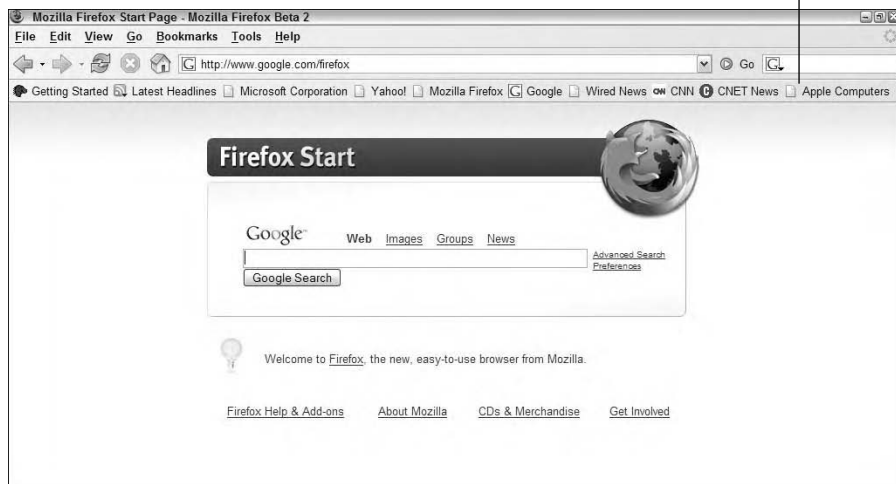 Mozilla Firefox Start Page - Mozilla Firefox Beta 2
File Edit View Go Bookmarks Tools Help
http://www.google.com/firefox Go
Getting Started Latest Headlines Microsoft Corporation Yahoo! Mozilla Firefox Google Wired News CNN CNET News Apple Computers
Firefox Start
Google™ Web Images Groups News
Advanced Search
Preferences
Google Search
Welcome to Firefox, the new, easy-to-use browser from Mozilla.
Firefox Help & Add-ons About Mozilla CDs & Merchandise Get Involved